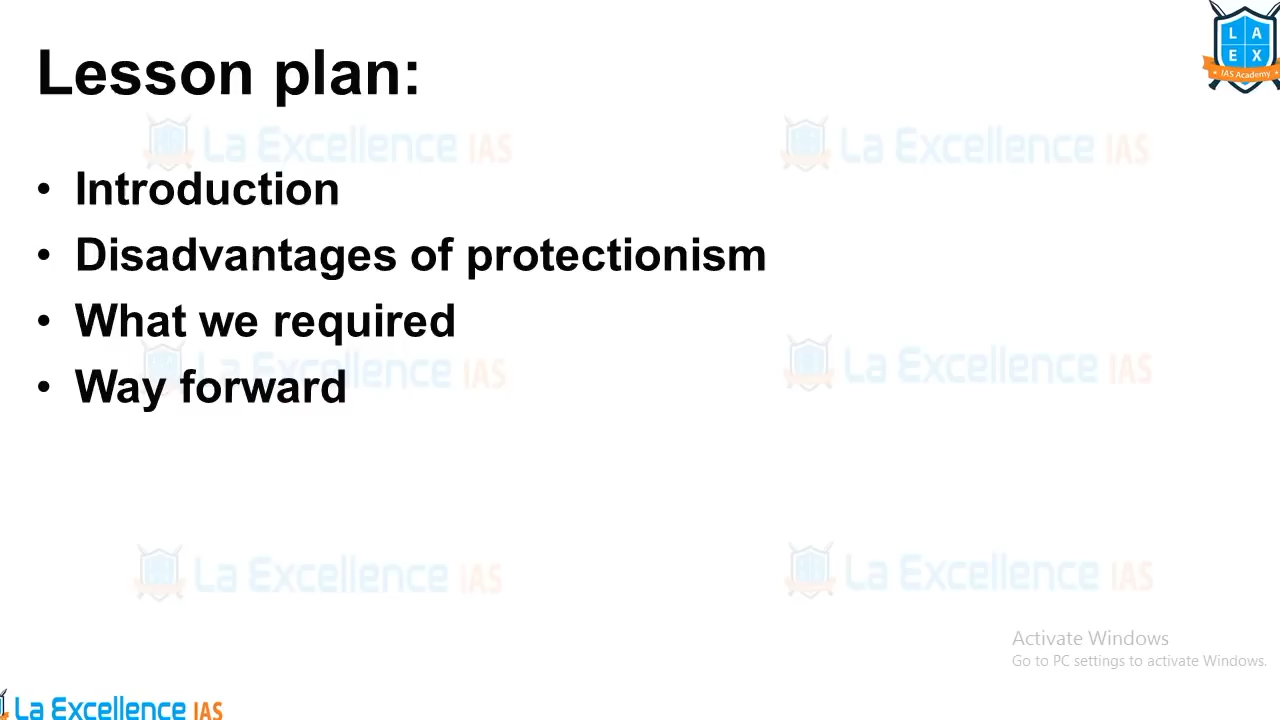 Lesson plan:
L A
E X
IAS Academy
La Excellence IAS
La Excellence IAS
• Introduction
• Disadvantages of protectionism
• What we required
La Excellence IAS
La Excellence IAS
• Way forward
La Excellence IAS
La Excellence IAS
Activate Windows
Go to PC settings to activate Windows.
La Excellence IAS